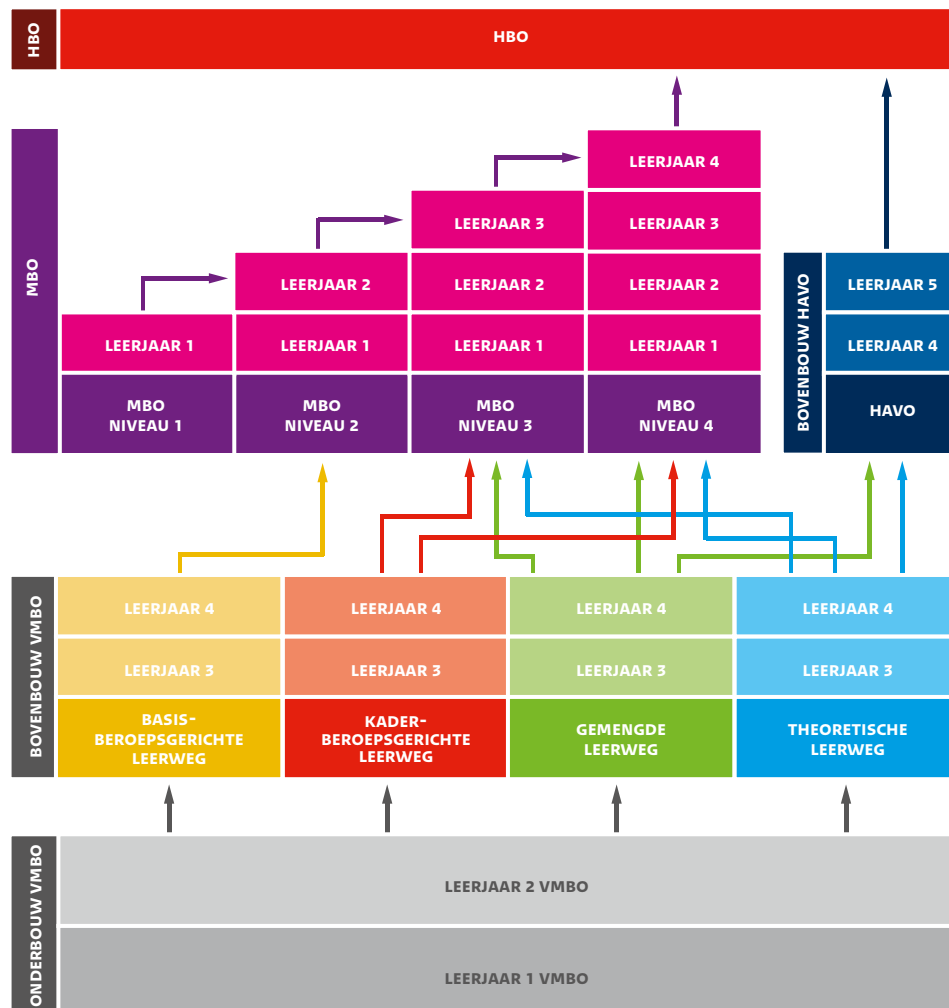 HBO
HBO
MBO
LEERJAAR 4
LEERJAAR 3
LEERJAAR 3
LEERJAAR 2
LEERJAAR 2
LEERJAAR 2
LEERJAAR 1
LEERJAAR 1
LEERJAAR 1
LEERJAAR 1
MBO
NIVEAU 1
MBO
NIVEAU 2
MBO
NIVEAU 3
MBO
NIVEAU 4
BOVENBOUW HAVO
LEERJAAR 5
LEERJAAR 4
HAVO
BOVENBOUW VMBO
LEERJAAR 4
LEERJAAR 4
LEERJAAR 4
LEERJAAR 4
LEERJAAR 3
LEERJAAR 3
LEERJAAR 3
LEERJAAR 3
BASIS-
BEROEPSGERICHTE
LEERWEG
KADER-
BEROEPSGERICHTE
LEERWEG
GEMENGDE
LEERWEG
THEORETISCHE
LEERWEG
ONDERBOUW VMBO
LEERJAAR 2 VMBO
LEERJAAR 1 VMBO